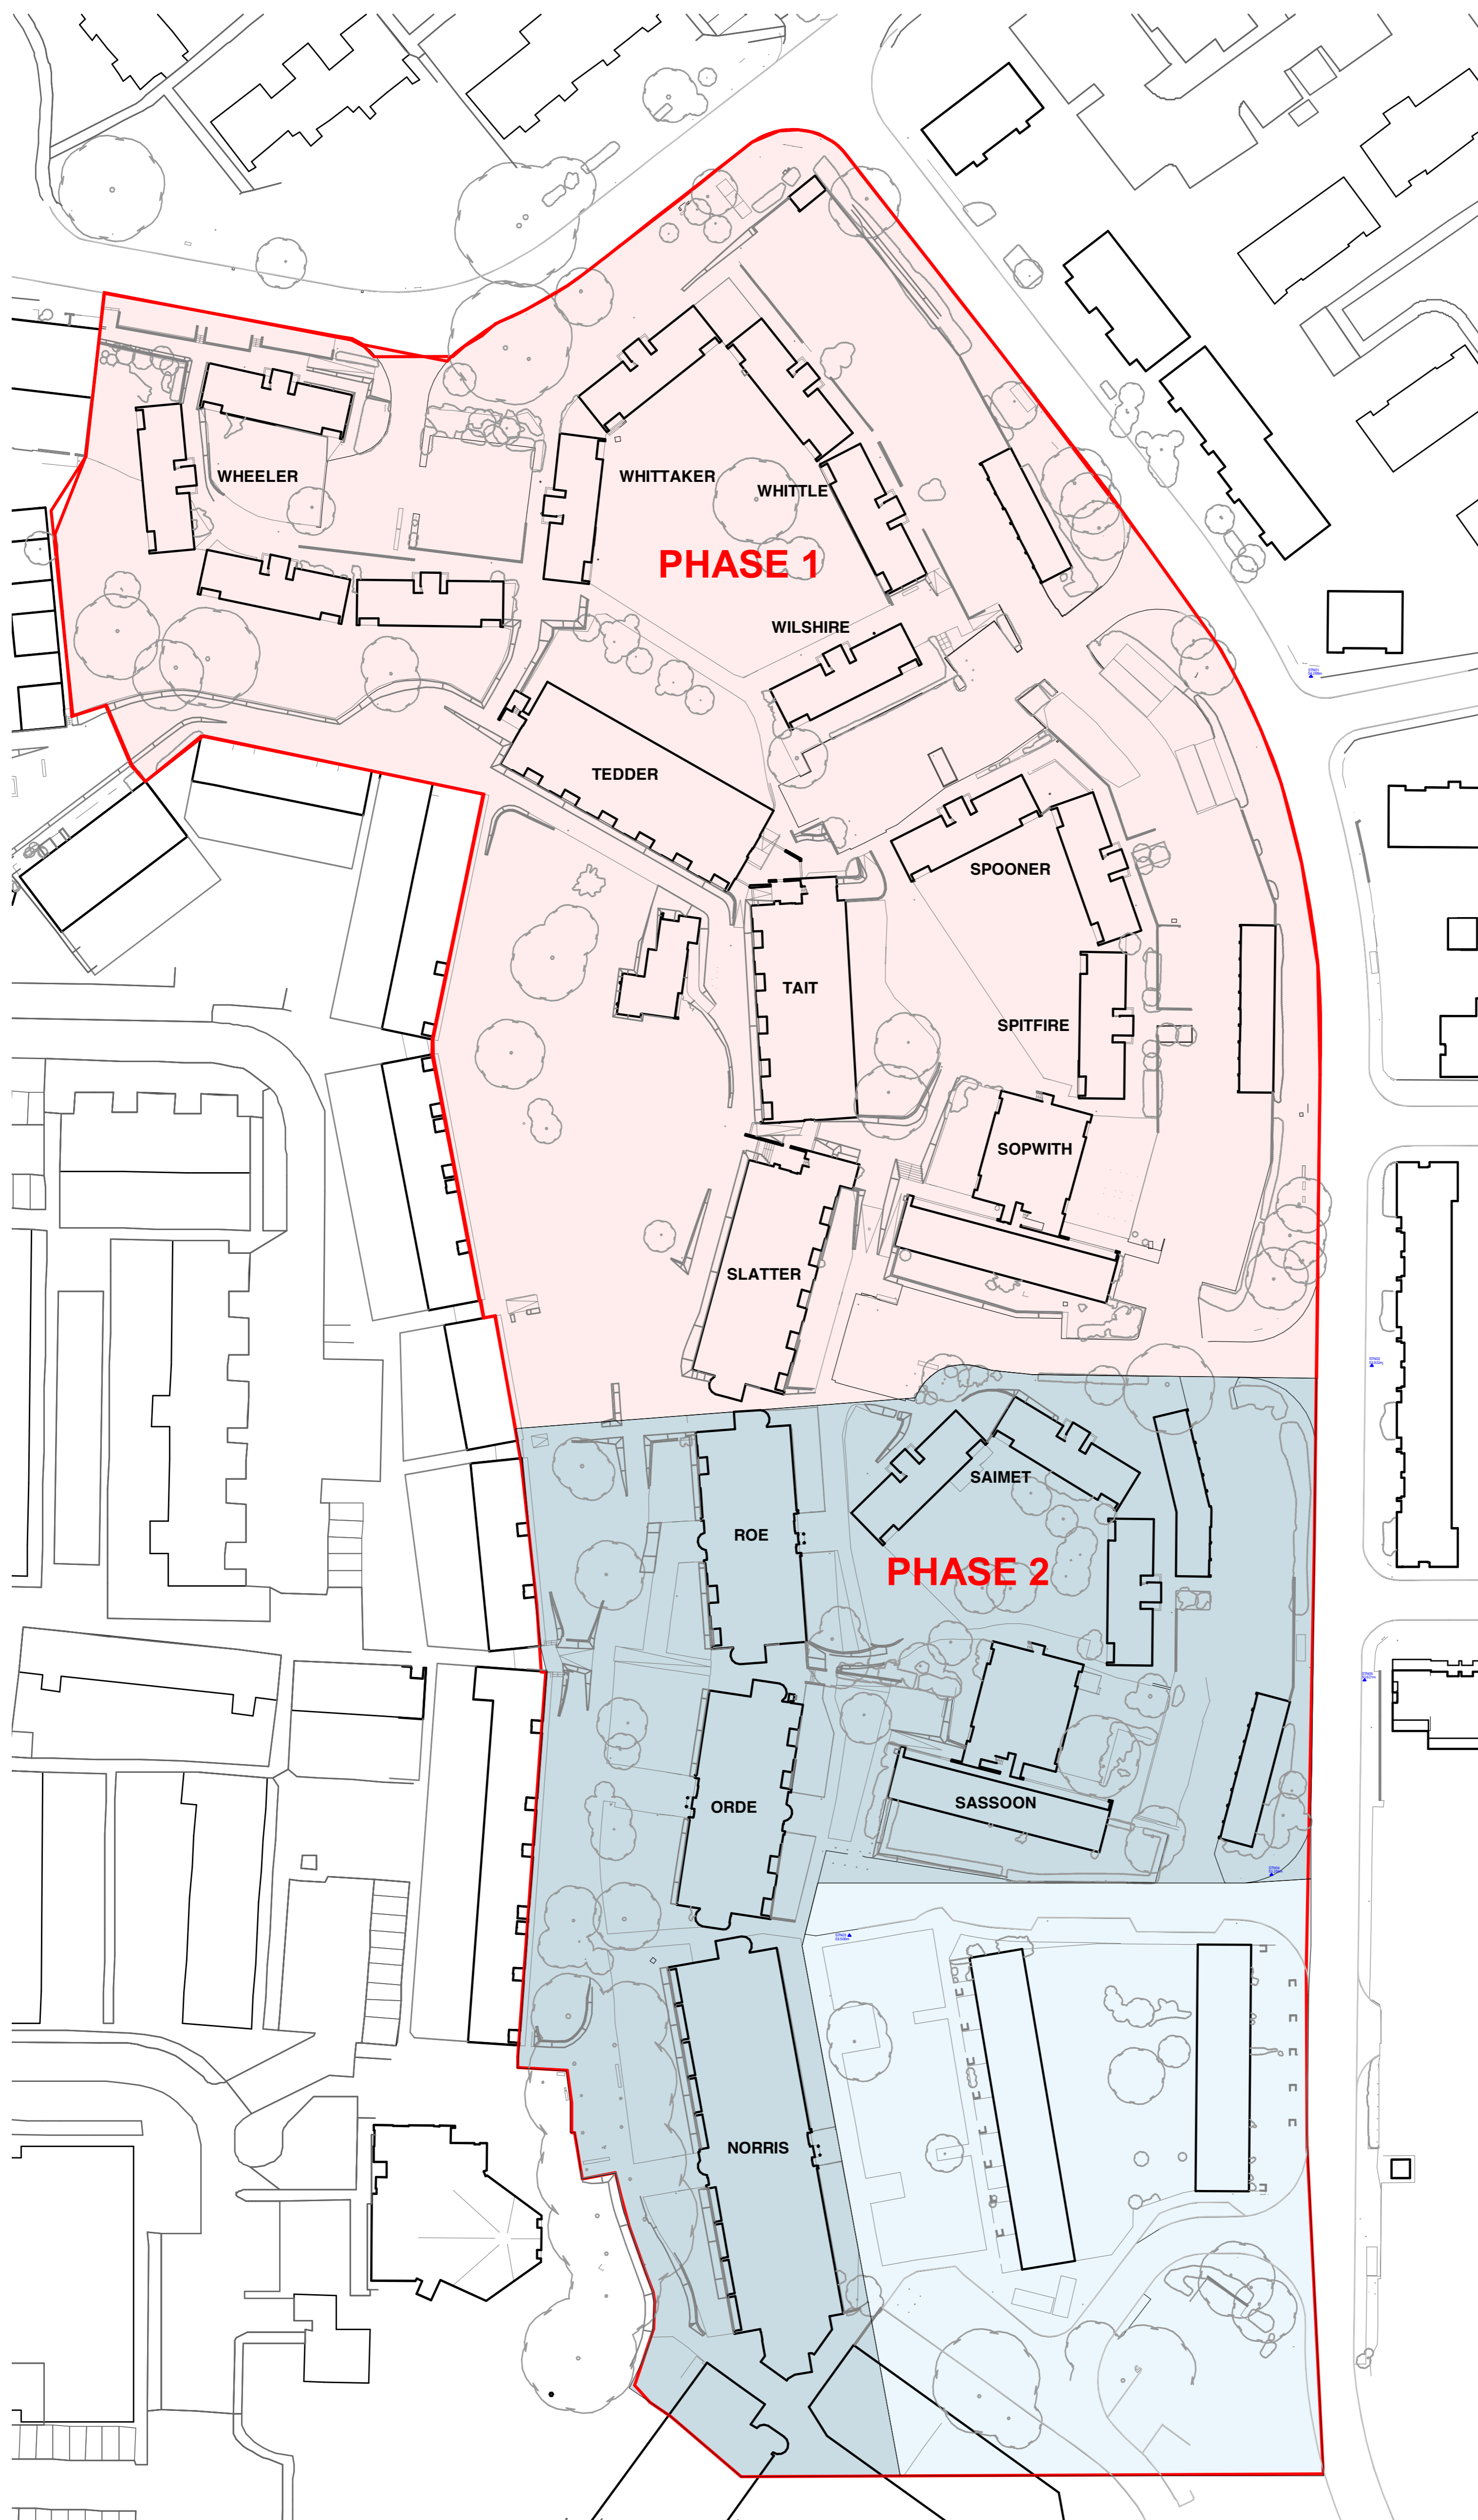 WHEELER
WHITTAKER
WHITTLE
PHASE 1
WILSHIRE
TEDDER
SPOONER
TAIT
SPITFIRE
SOPWITH
SLATTER
SAIMET
ROE
PHASE 2
SASSOON
ORDE
NORRIS